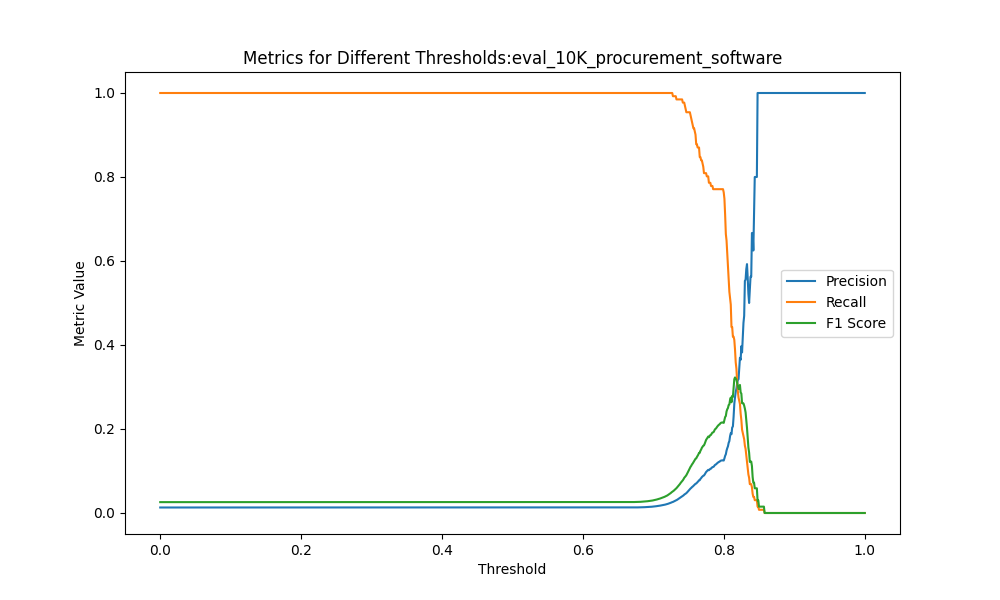 Metrics for Different Thresholds:eval_10K_procurement_software
1.0
0.8
0.6
0.4
0.2
0.0
Metric Value
Precision
Recall
F1 Score
0.0 0.2 0.4 0.6 0.8 1.0
Threshold